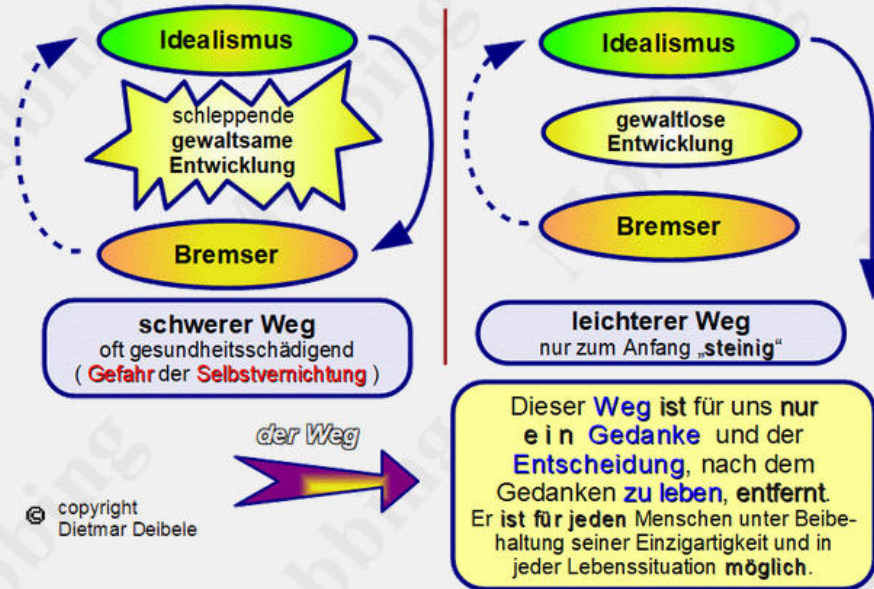 Idealismus
schleppende
gewaltsame
Entwicklung
Bremser
schwerer Weg
oft gesundheitsschädigend
( Gefahr der Selbstvernichtung )
Idealismus
gewaltlose
Entwicklung
Bremser
leichterer Weg
nur zum Anfang „steinig“
der Weg
© copyright
Dietmar Deibele
Dieser Weg ist für uns nur
e i n Gedanke und der
Entscheidung, nach dem
Gedanken zu leben, entfernt.
Er ist für jeden Menschen unter Beibe-
haltung seiner Einzigartigkeit und in
jeder Lebenssituation möglich.